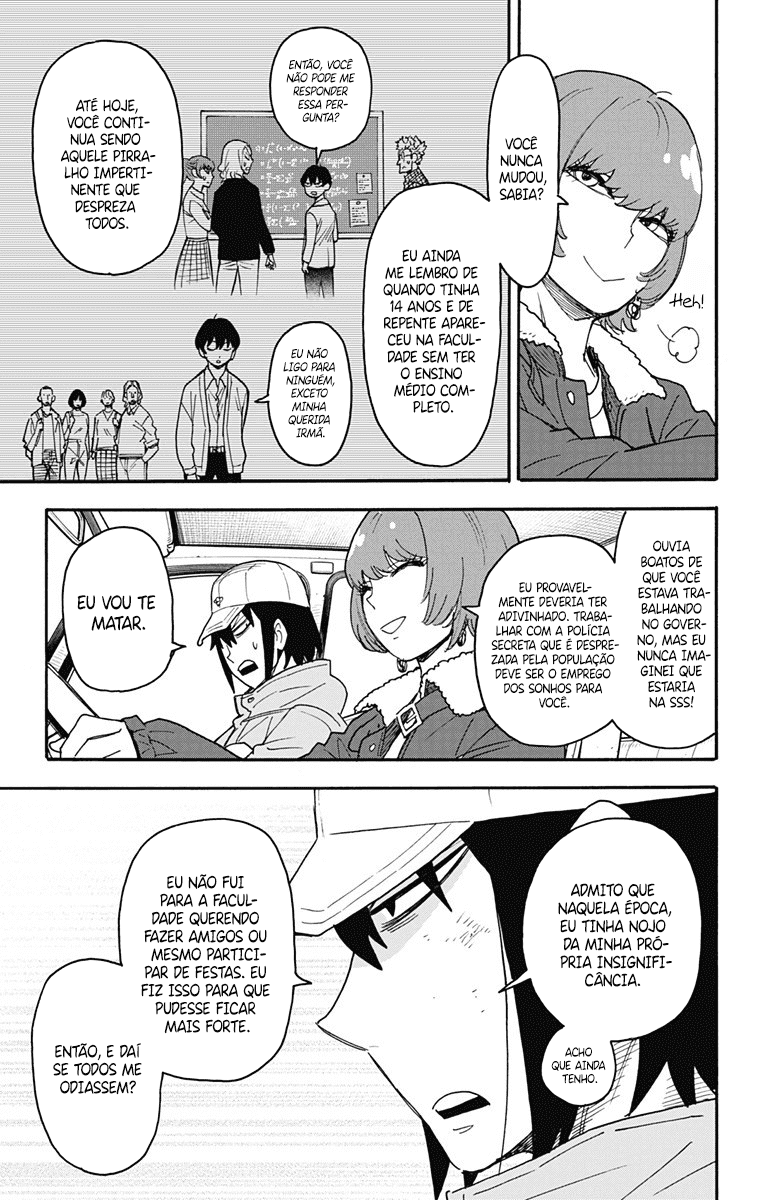 VOCÊ
NUNCA
MUDOU,
SABIA?
Heh!
EU AINDA
ME LEMBRO DE
QUANDO TINHA
14 ANOS E DE
REPENTE APARE-
CEU NA FACUL-
DADE SEM TER
O ENSINO
MÉDIO COM-
PLETO.
ENTÃO, VOCÊ
NÃO PODE ME
RESPONDER
ESSA PER-
GUNTA?
ATÉ HOJE,
VOCÊ CONTI-
NUA SENDO
AQUELE PIRRA-
LHO IMPERTI-
NENTE QUE
DESPREZA
TODOS.
EU NÃO
LIGO PARA
NINGUÉM,
EXCETO
MINHA
QUERIDA
IRMÃ.
OUVIA
BOATOS DE
QUE VOCÊ
ESTAVA TRA-
BALHANDO
NO GOVER-
NO, MAS EU
NUNCA IMA-
GINEI QUE
ESTARIA
NA SSS!
EU PROVAVEL-
MENTE DEVERIA TER
ADIVINHADO. TRABA-
LHAR COM A POLÍCIA
SECRETA QUE É DESPRE-
ZADA PELA POPULAÇÃO
DEVE SER O EMPREGO
DOS SONHOS PARA
VOCÊ.
EU VOU TE
MATAR.
ADMITO QUE
NAQUELA ÉPOCA,
EU TINHA NOJO
DA MINHA PRÓ-
PRIA INSIGNIFI-
CÂNCIA.
ACHO
QUE AINDA
TENHO.
EU NÃO FUI
PARA A FACUL-
DADE QUERENDO
FAZER AMIGOS OU
MESMO PARTICI-
PAR DE FESTAS. EU
FIZ ISSO PARA QUE
PUDESSE FICAR
MAIS FORTE.
ENTÃO, E DAÍ
SE TODOS ME
ODIASSEM?